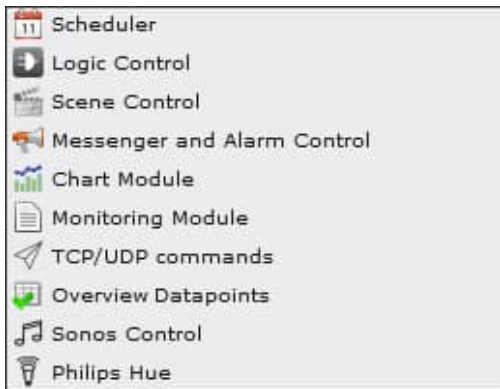 11 Scheduler
Logic Control
Scene Control
Messenger and Alarm Control
Chart Module
Monitoring Module
TCP/UDP commands
Overview Datapoints
Sonos Control
Philips Hue